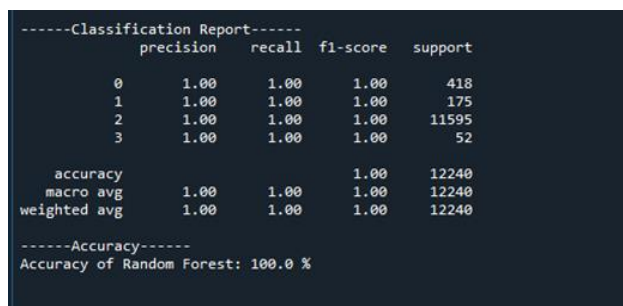 ------Classification Report------
precision recall f1-score support
0 1.00 1.00 1.00 418
1 1.00 1.00 1.00 175
2 1.00 1.00 1.00 11595
3 1.00 1.00 1.00 52
accuracy 1.00 12240
macro avg 1.00 1.00 1.00 12240
weighted avg 1.00 1.00 1.00 12240
------Accuracy------
Accuracy of Random Forest: 100.0 %